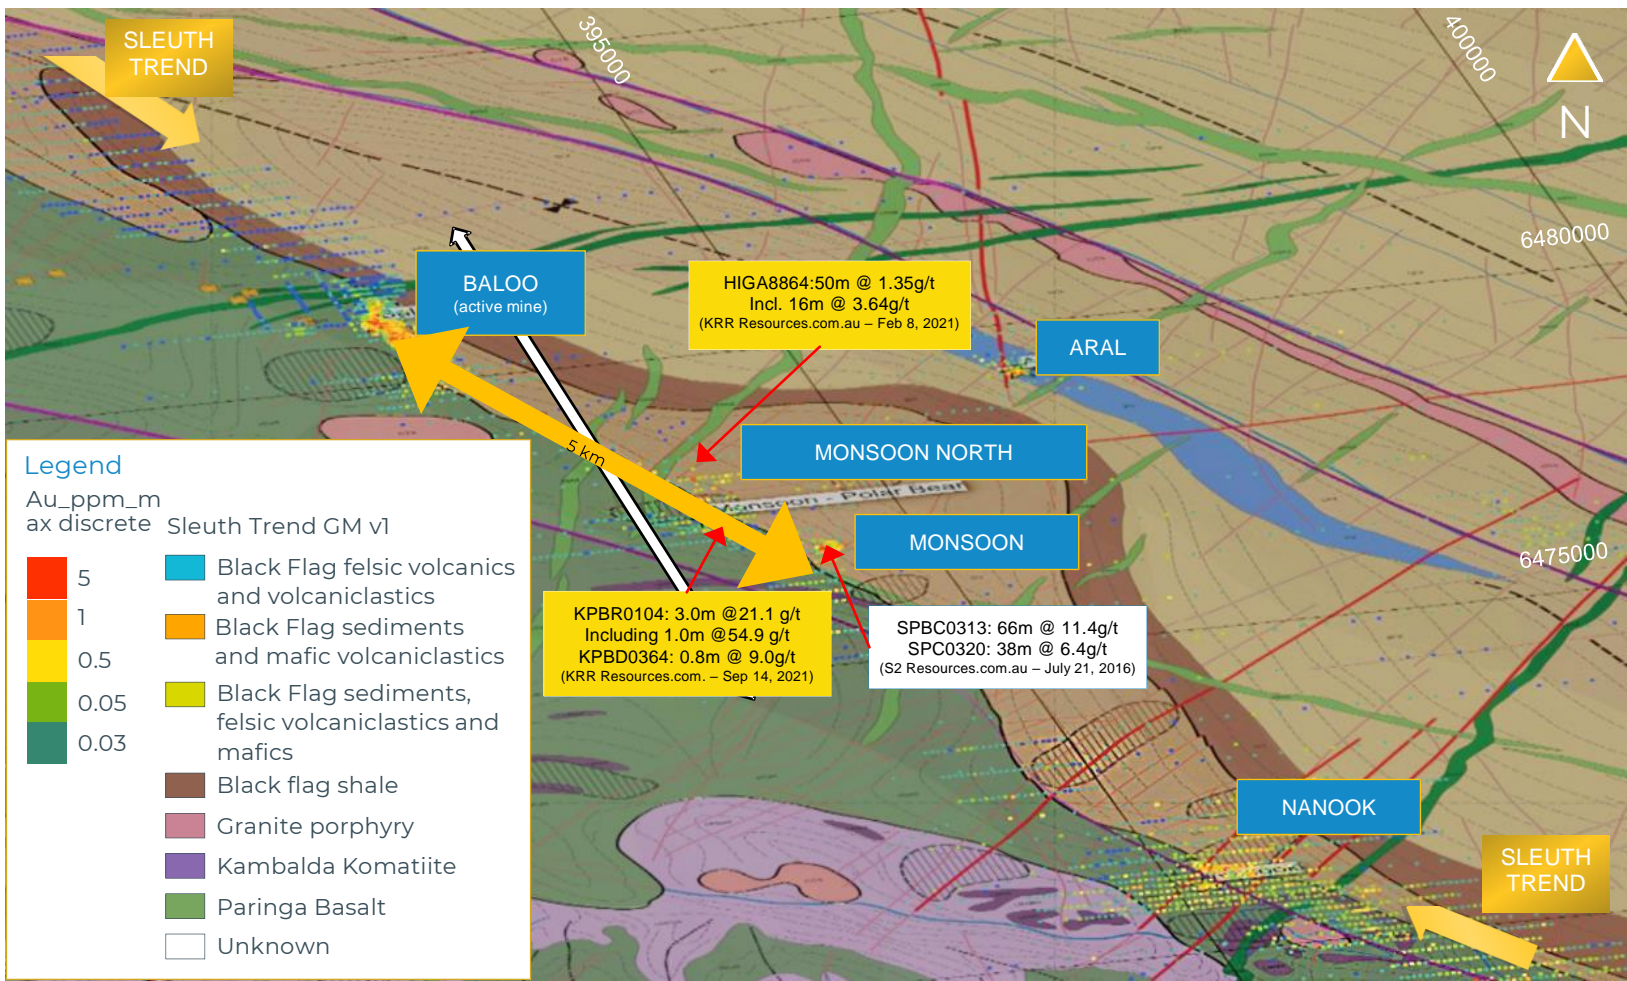 SLEUTH
TREND
395000
400000
N
6480000
BALOO
(active mine)
HIGA8864:50m @ 1.35g/t
Incl. 16m @ 3.64g/t
(KRR Resources.com.au – Feb 8, 2021)
ARAL
5 km
MONSOON NORTH
Monsoon - Polar Bear
MONSOON
6475000
KPBR0104: 3.0m @21.1 g/t
Including 1.0m @54.9 g/t
KPBD0364: 0.8m @ 9.0g/t
(KRR Resources.com. – Sep 14, 2021)
SPBC0313: 66m @ 11.4g/t
SPC0320: 38m @ 6.4g/t
(S2 Resources.com.au – July 21, 2016)
NANOOK
SLEUTH
TREND
Legend
Au_ppm_m
ax discrete
5
1
0.5
0.05
0.03
Sleuth Trend GM v1
Black Flag felsic volcanics
and volcaniclastics
Black Flag sediments
and mafic volcaniclastics
Black Flag sediments,
felsic volcaniclastics and
mafics
Black flag shale
Granite porphyry
Kambalda Komatiite
Paringa Basalt
Unknown